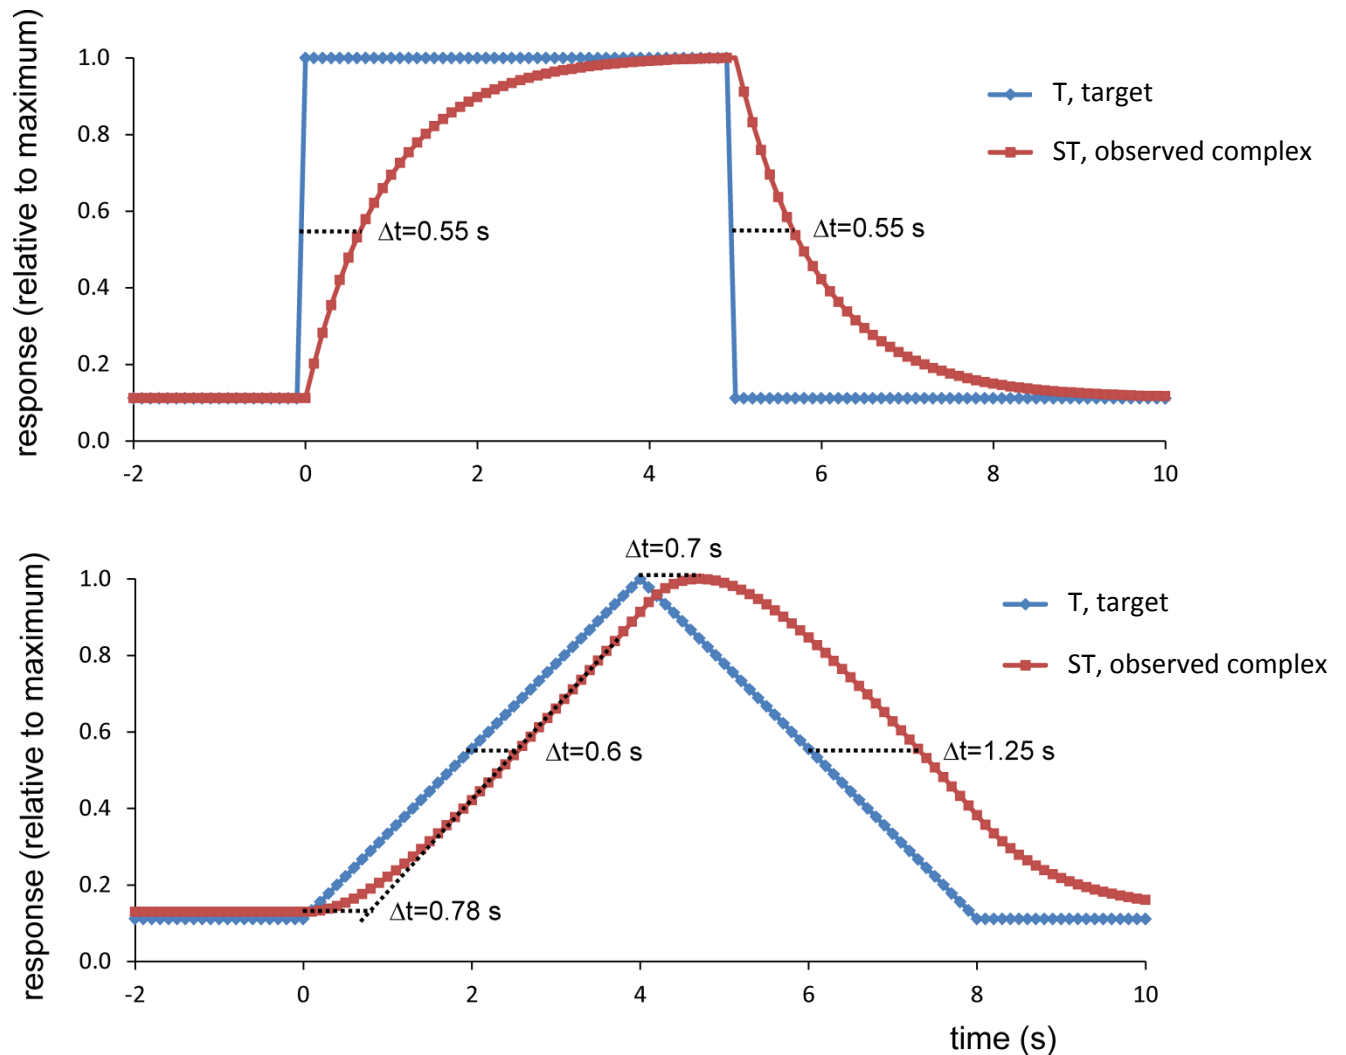 response (relative to maximum)
1.0
0.8
0.6
0.4
0.2
0.0
-2 0 2 4 6 8 10
Δt=0.55 s
Δt=0.55 s
T, target
ST, observed complex
response (relative to maximum)
1.0
0.8
0.6
0.4
0.2
0.0
-2 0 2 4 6 8 10
Δt=0.7 s
Δt=0.6 s
Δt=1.25 s
Δt=0.78 s
T, target
ST, observed complex
time (s)